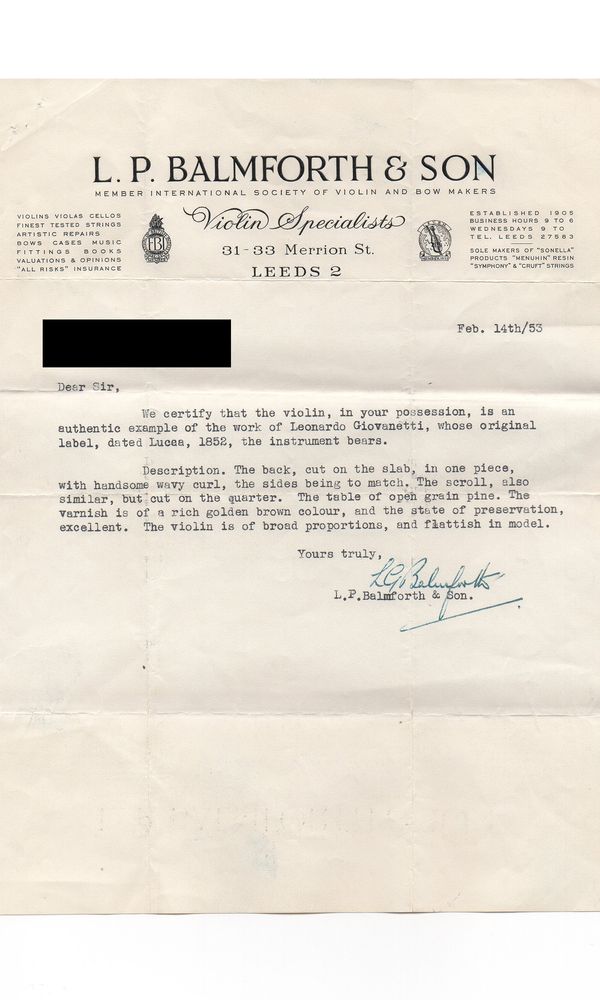 L. P. BALMFORTH & SON
MEMBER INTERNATIONAL SOCIETY OF VIOLIN AND BOW MAKERS
VIOLINS VIOLAS CELLOS
FINEST TESTED STRINGS
ARTISTIC REPAIRS
BOWS CASES MUSIC
FITTINGS BOOKS
VALUATIONS & OPINIONS
"ALL RISKS" INSURANCE
Violin Specialists
31-33 Merrion St.
LEEDS 2
ESTABLISHED 1905
BUSINESS HOURS 9 TO 6
WEDNESDAYS 9 TO
TEL. LEEDS 27583
SOLE MAKERS OF "SONELLA"
PRODUCTS "MENUHIN" RESIN
"SYMPHONY" & "CRUFT" STRINGS
Feb. 14th/53
Dear Sir,
We certify that the violin, in your possession, is an
authentic example of the work of Leonardo Giovanetti, whose original
label, dated Lucca, 1852, the instrument bears.
Description. The back, cut on the slab, in one piece,
with handsome wavy curl, the sides being to match. The scroll, also
similar, but cut on the quarter. The table of open grain pine. The
varnish is of a rich golden brown colour, and the state of preservation,
excellent. The violin is of broad proportions, and flattish in model.
Yours truly,
L.P.Balmforth & Son.